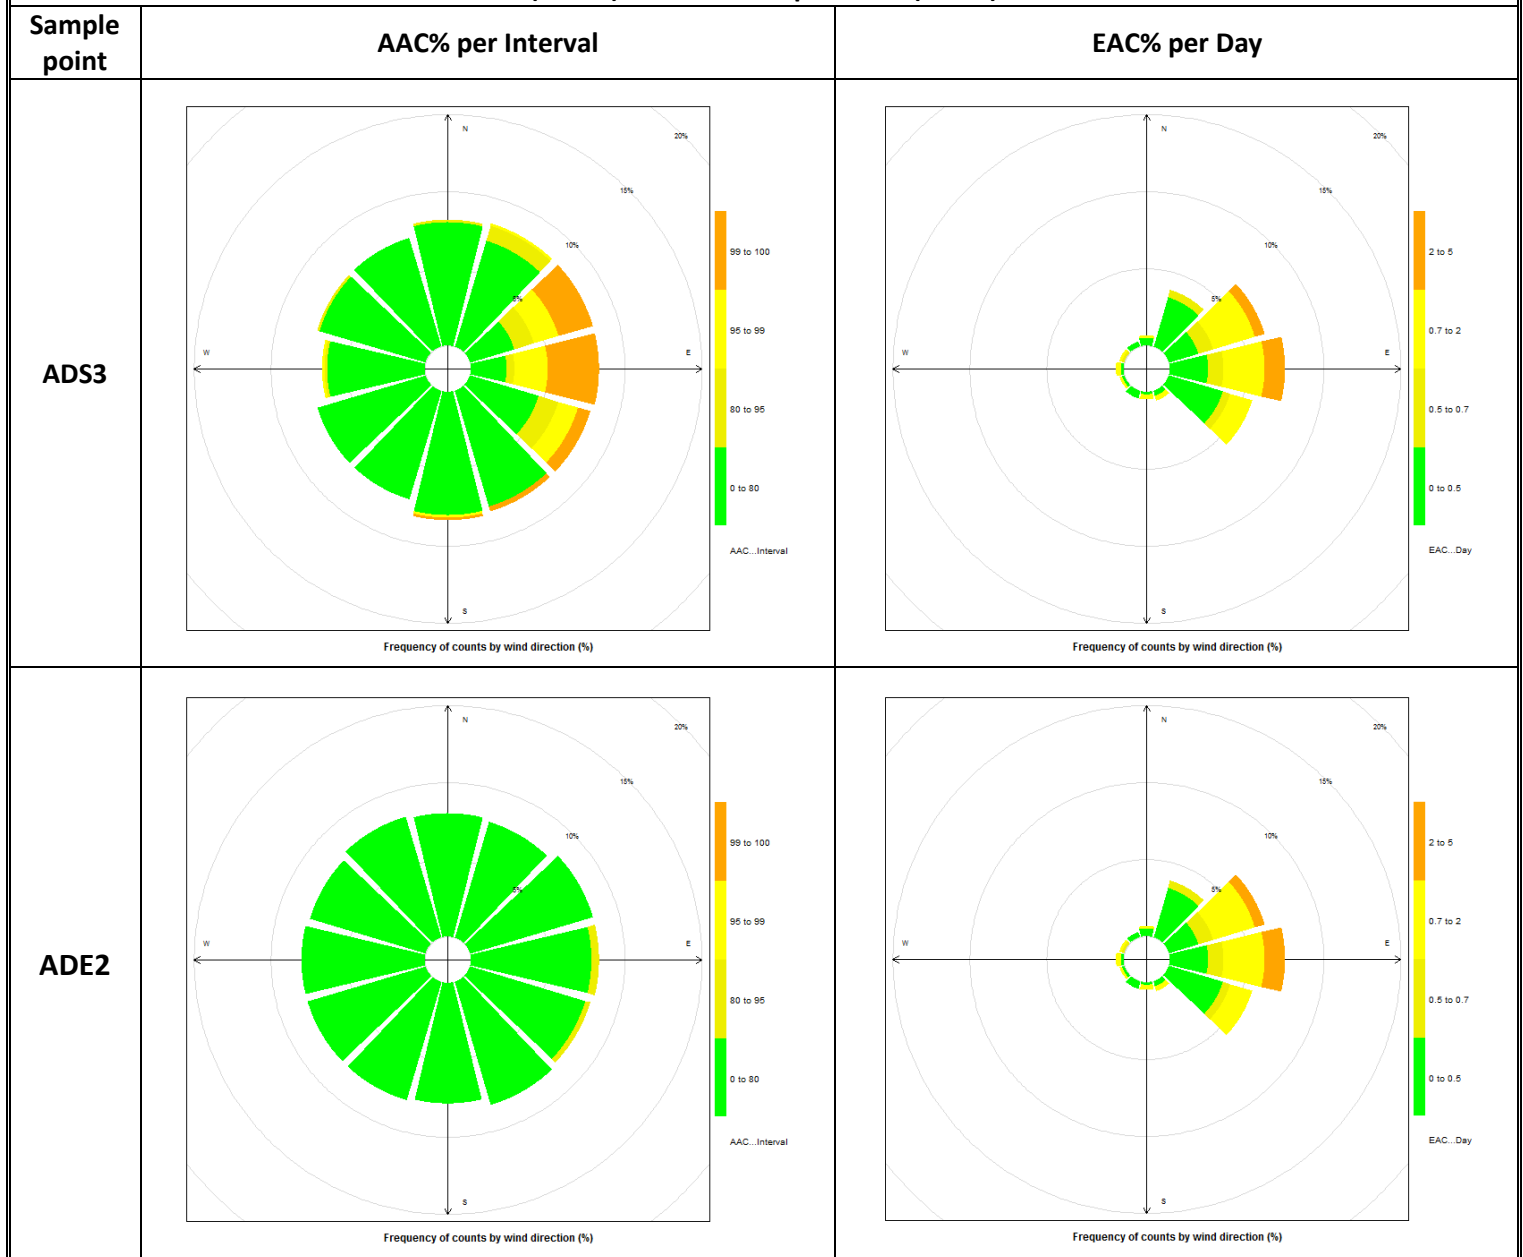 Sample point
AAC% per Interval
EAC% per Day
ADS3
N
20%
15%
10%
5%
W
E
S
99 to 100
95 to 99
80 to 95
0 to 80
AAC...Interval
Frequency of counts by wind direction (%)
N
20%
15%
10%
5%
W
E
S
2 to 5
0.7 to 2
0.5 to 0.7
0 to 0.5
EAC...Day
Frequency of counts by wind direction (%)
ADE2
N
20%
15%
10%
5%
W
E
S
99 to 100
95 to 99
80 to 95
0 to 80
AAC...Interval
Frequency of counts by wind direction (%)
N
20%
15%
10%
5%
W
E
S
2 to 5
0.7 to 2
0.5 to 0.7
0 to 0.5
EAC...Day
Frequency of counts by wind direction (%)